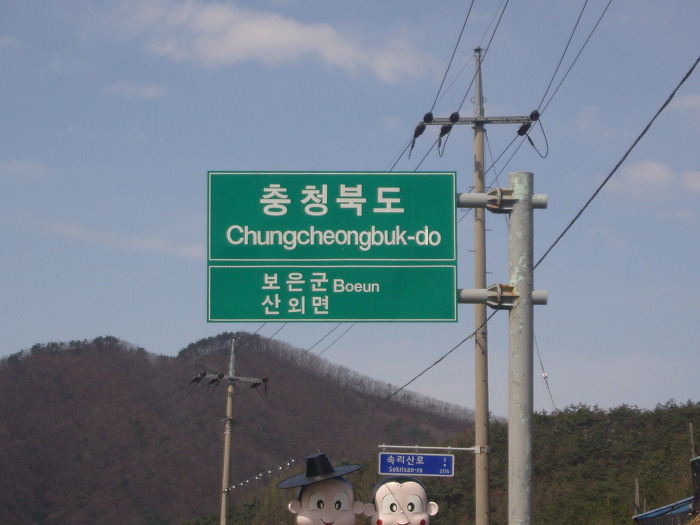 충청북도
Chungcheongbuk-do
보은군 Boeun
산외면
속리산로
Sokrisan-ro